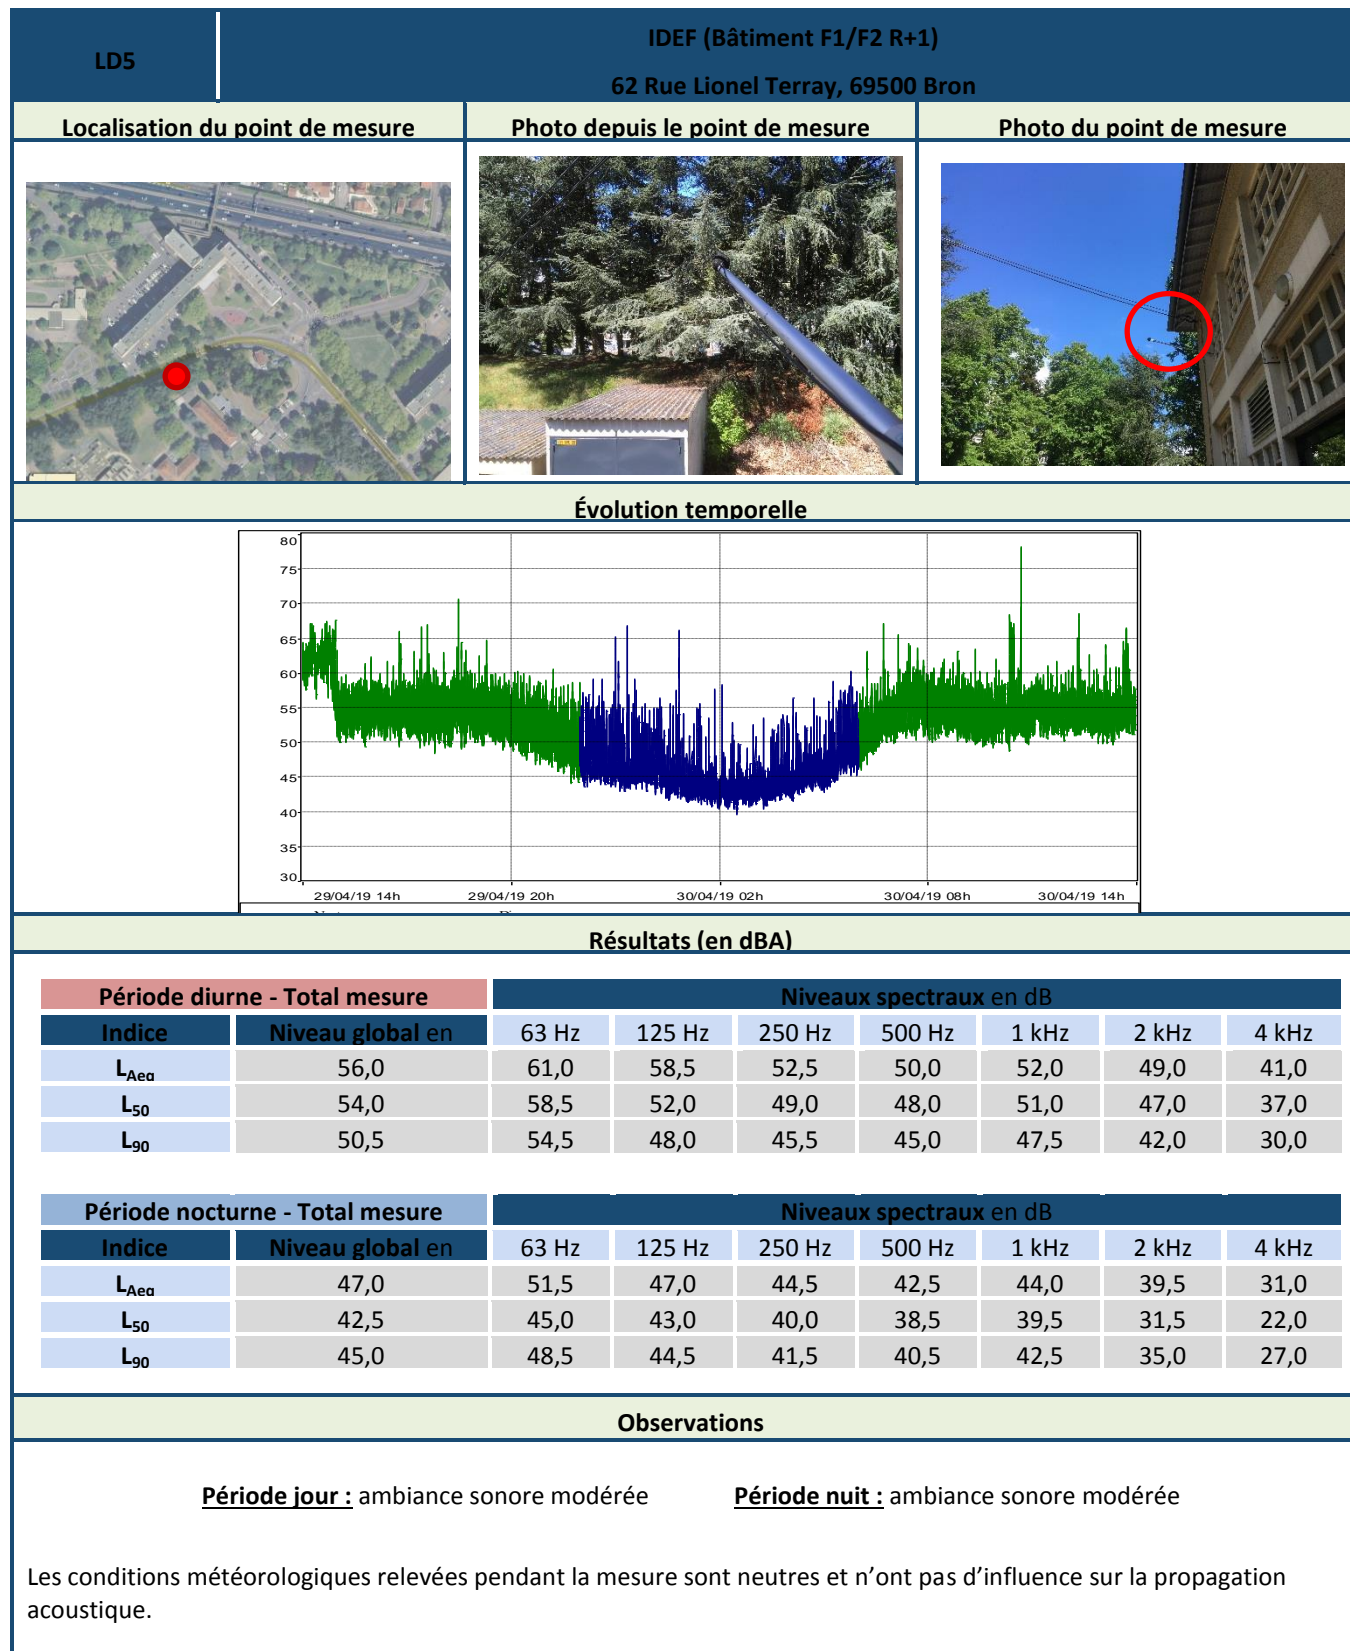 LD5
IDEF (Bâtiment F1/F2 R+1)
62 Rue Lionel Terray, 69500 Bron
Localisation du point de mesure
Photo depuis le point de mesure
Photo du point de mesure
Évolution temporelle
80
75
70
65
60
55
50
45
40
35
30
29/04/19 14h 29/04/19 20h 30/04/19 02h 30/04/19 08h 30/04/19 14h
Résultats (en dBA)
Période diurne - Total mesure Niveaux spectraux en dB
Indice Niveau global en 63 Hz 125 Hz 250 Hz 500 Hz 1 kHz 2 kHz 4 kHz
LAeq 56,0 61,0 58,5 52,5 50,0 52,0 49,0 41,0
L50 54,0 58,5 52,0 49,0 48,0 51,0 47,0 37,0
L90 50,5 54,5 48,0 45,5 45,0 47,5 42,0 30,0
Période nocturne - Total mesure Niveaux spectraux en dB
Indice Niveau global en 63 Hz 125 Hz 250 Hz 500 Hz 1 kHz 2 kHz 4 kHz
LAeq 47,0 51,5 47,0 44,5 42,5 44,0 39,5 31,0
L50 42,5 45,0 43,0 40,0 38,5 39,5 31,5 22,0
L90 45,0 48,5 44,5 41,5 40,5 42,5 35,0 27,0
Observations
Période jour : ambiance sonore modérée Période nuit : ambiance sonore modérée
Les conditions météorologiques relevées pendant la mesure sont neutres et n'ont pas d'influence sur la propagation
acoustique.